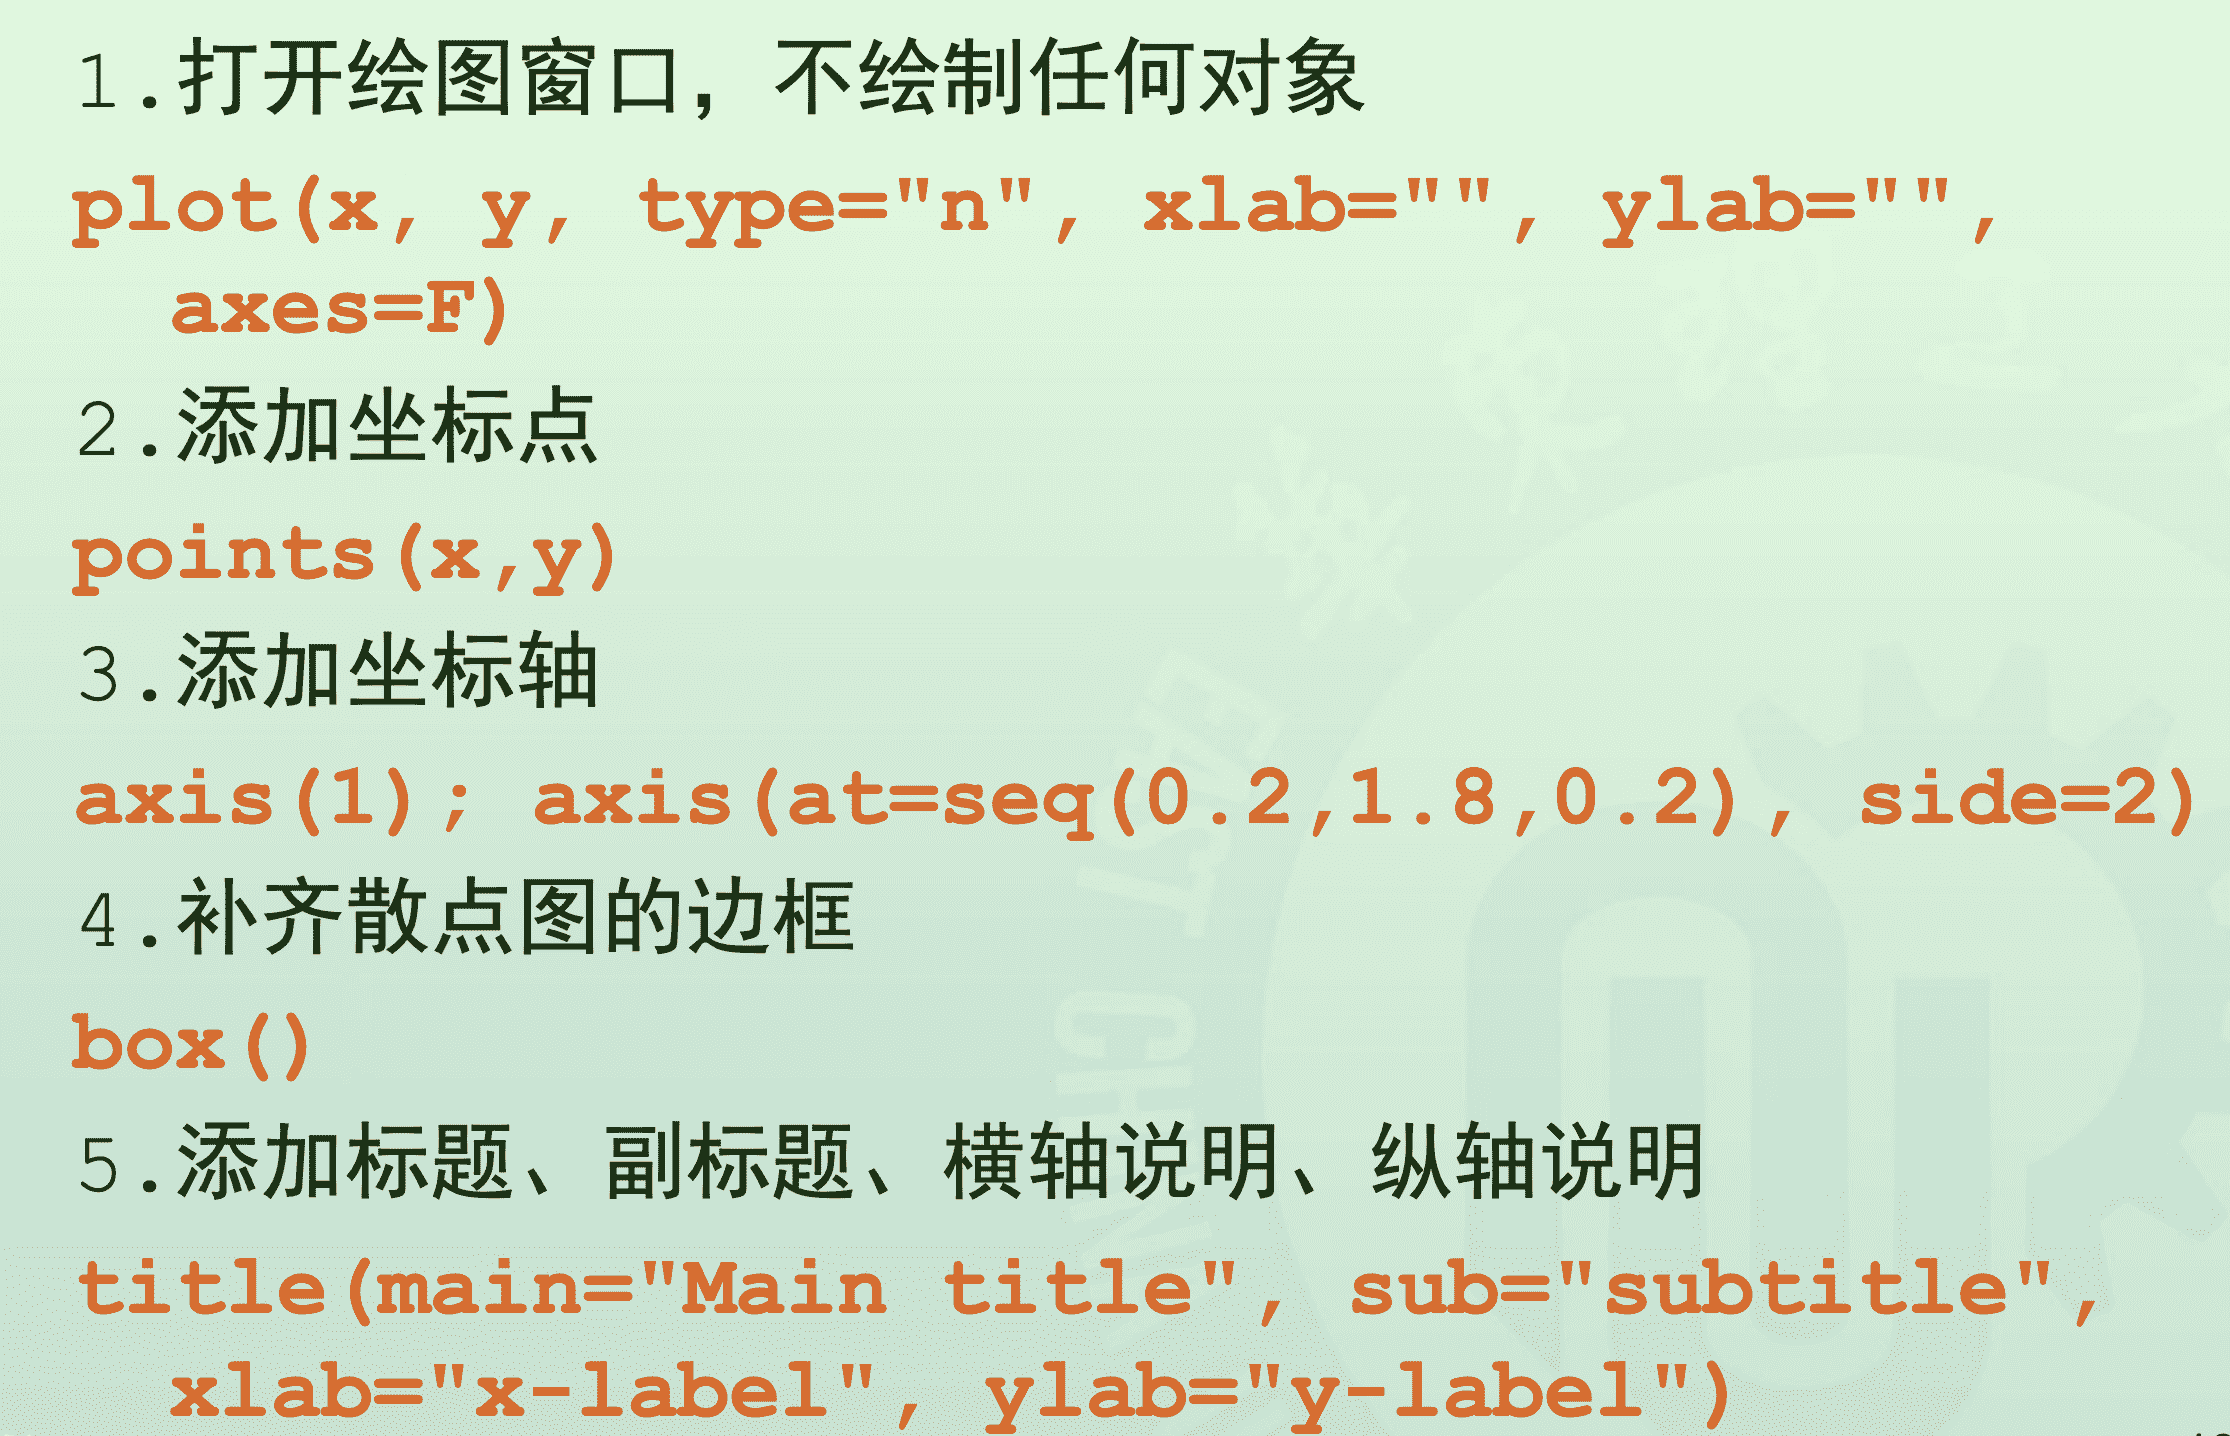 1.打开绘图窗口，不绘制任何对象
plot(x, y, type="n", xlab="", ylab="",
axes=F)
2.添加坐标点
points(x,y)
3.添加坐标轴
axis(1); axis(at=seq(0.2,1.8,0.2), side=2)
4.补齐散点图的边框
box()
5.添加标题、副标题、横轴说明、纵轴说明
title(main="Main title", sub="subtitle",
xlab="x-label", ylab="y-label")